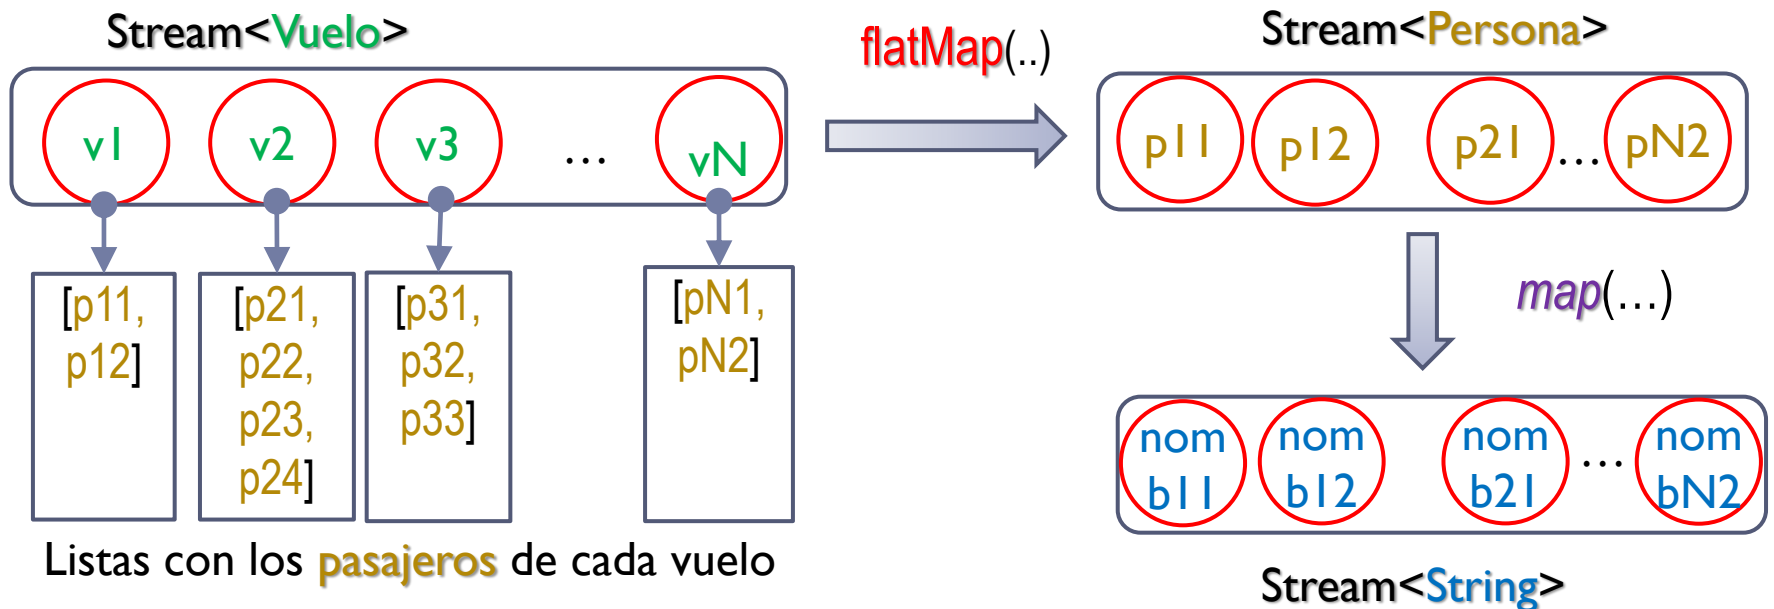 Stream<Vuelo>
v1
v2
v3
...
vN
[p11,
p12]
[p21,
p22,
p23,
p24]
[p31,
p32,
p33]
[pN1,
pN2]
Listas con los pasajeros de cada vuelo
flatMap(..)
Stream<Persona>
p11
p12
p21
...
pN2
map(...)
nom
b11
nom
b12
nom
b21
...
nom
bN2
Stream<String>